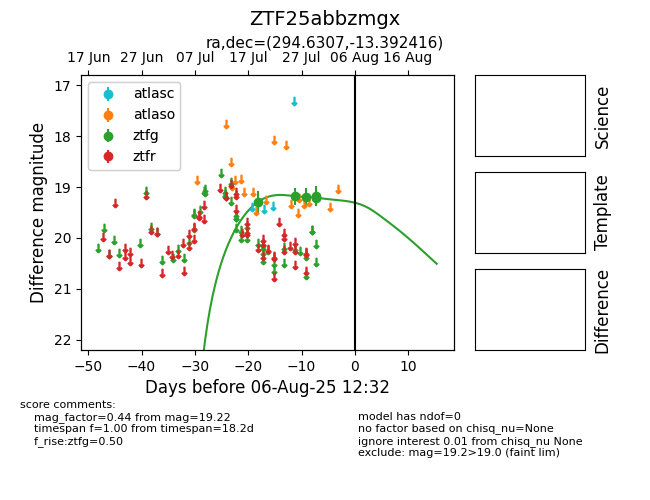 ZTF25abbzmgx
ra,dec=(294.6307,-13.392416)
17 Jun 27 Jun 07 Jul 17 Jul 27 Jul 06 Aug 16 Aug
17
18
19
20
21
22
Difference magnitude
atlasc
atlaso
ztfg
ztfr
−50 −40 −30 −20 −10 0 10
Days before 06-Aug-25 12:32
Science
Template
Difference
score comments:
mag_factor=0.44 from mag=19.22
timespan f=1.00 from timespan=18.2d
f_rise:ztfg=0.50
model has ndof=0
no factor based on chisq_nu=None
ignore interest 0.01 from chisq_nu None
exclude: mag=19.2>19.0 (faint lim)